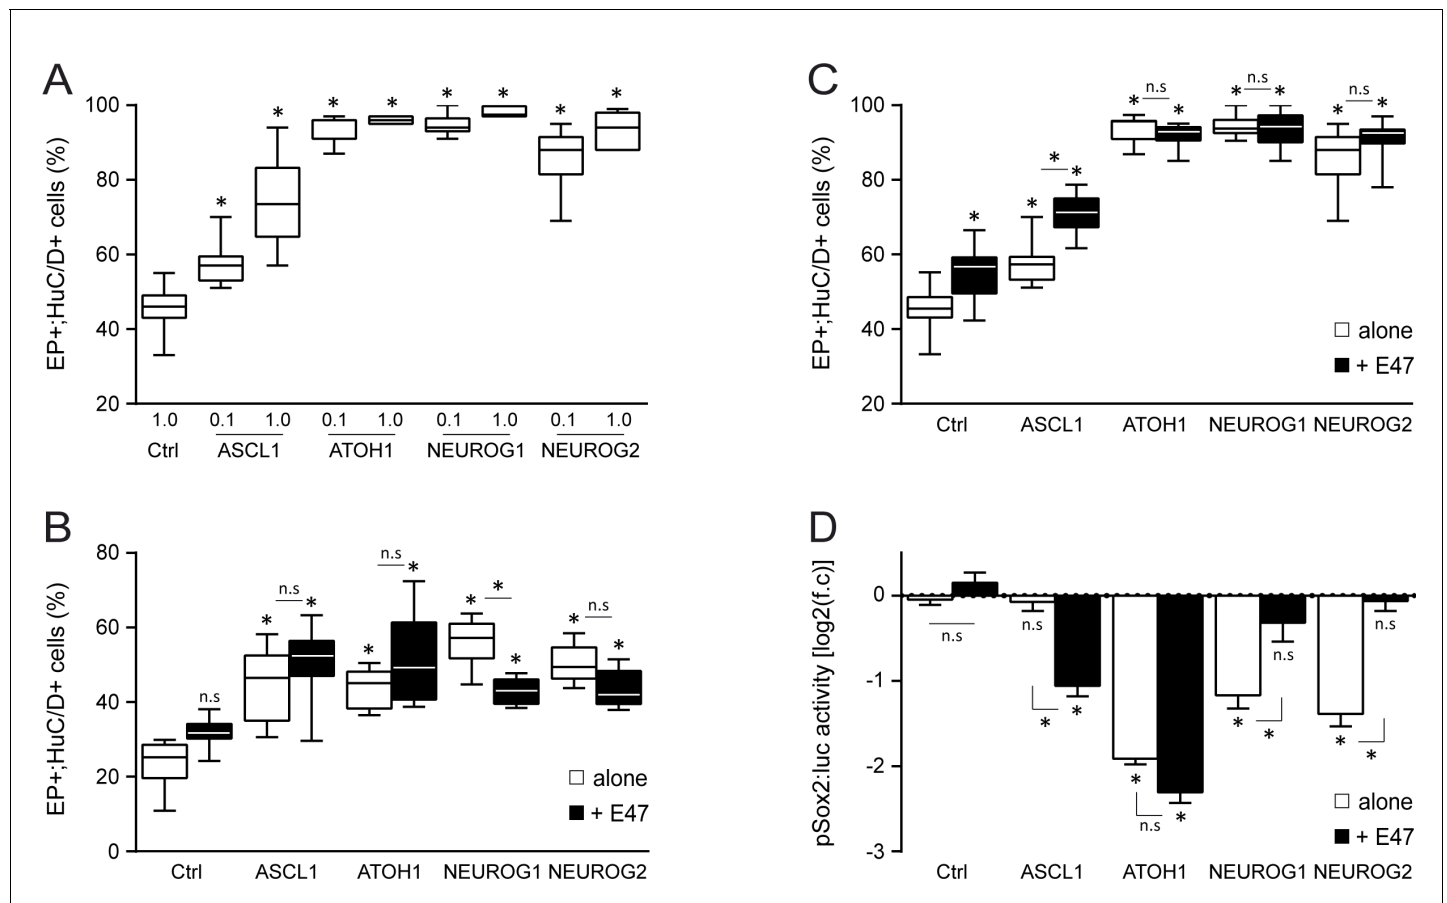 A
EP+;HuC/D+ cells (%)
100
80
60
40
20
* * * * * * * *
1.0 0.1 1.0 0.1 1.0 0.1 1.0 0.1 1.0
Ctrl ASCL1 ATOH1 NEUROG1 NEUROG2
C
EP+;HuC/D+ cells (%)
100
80
60
40
20
n.s n.s n.s
* * * * * *
* * * *
alone
+ E47
Ctrl ASCL1 ATOH1 NEUROG1 NEUROG2
B
EP+;HuC/D+ cells (%)
80
60
40
20
0
n.s * n.s * n.s * * * * n.s *
* * *
alone
+ E47
Ctrl ASCL1 ATOH1 NEUROG1 NEUROG2
D
pSox2:luc activity [log2(f.c)]
0
-1
-2
-3
n.s n.s n.s n.s
* * * * * *
* n.s *
alone
+ E47
Ctrl ASCL1 ATOH1 NEUROG1 NEUROG2